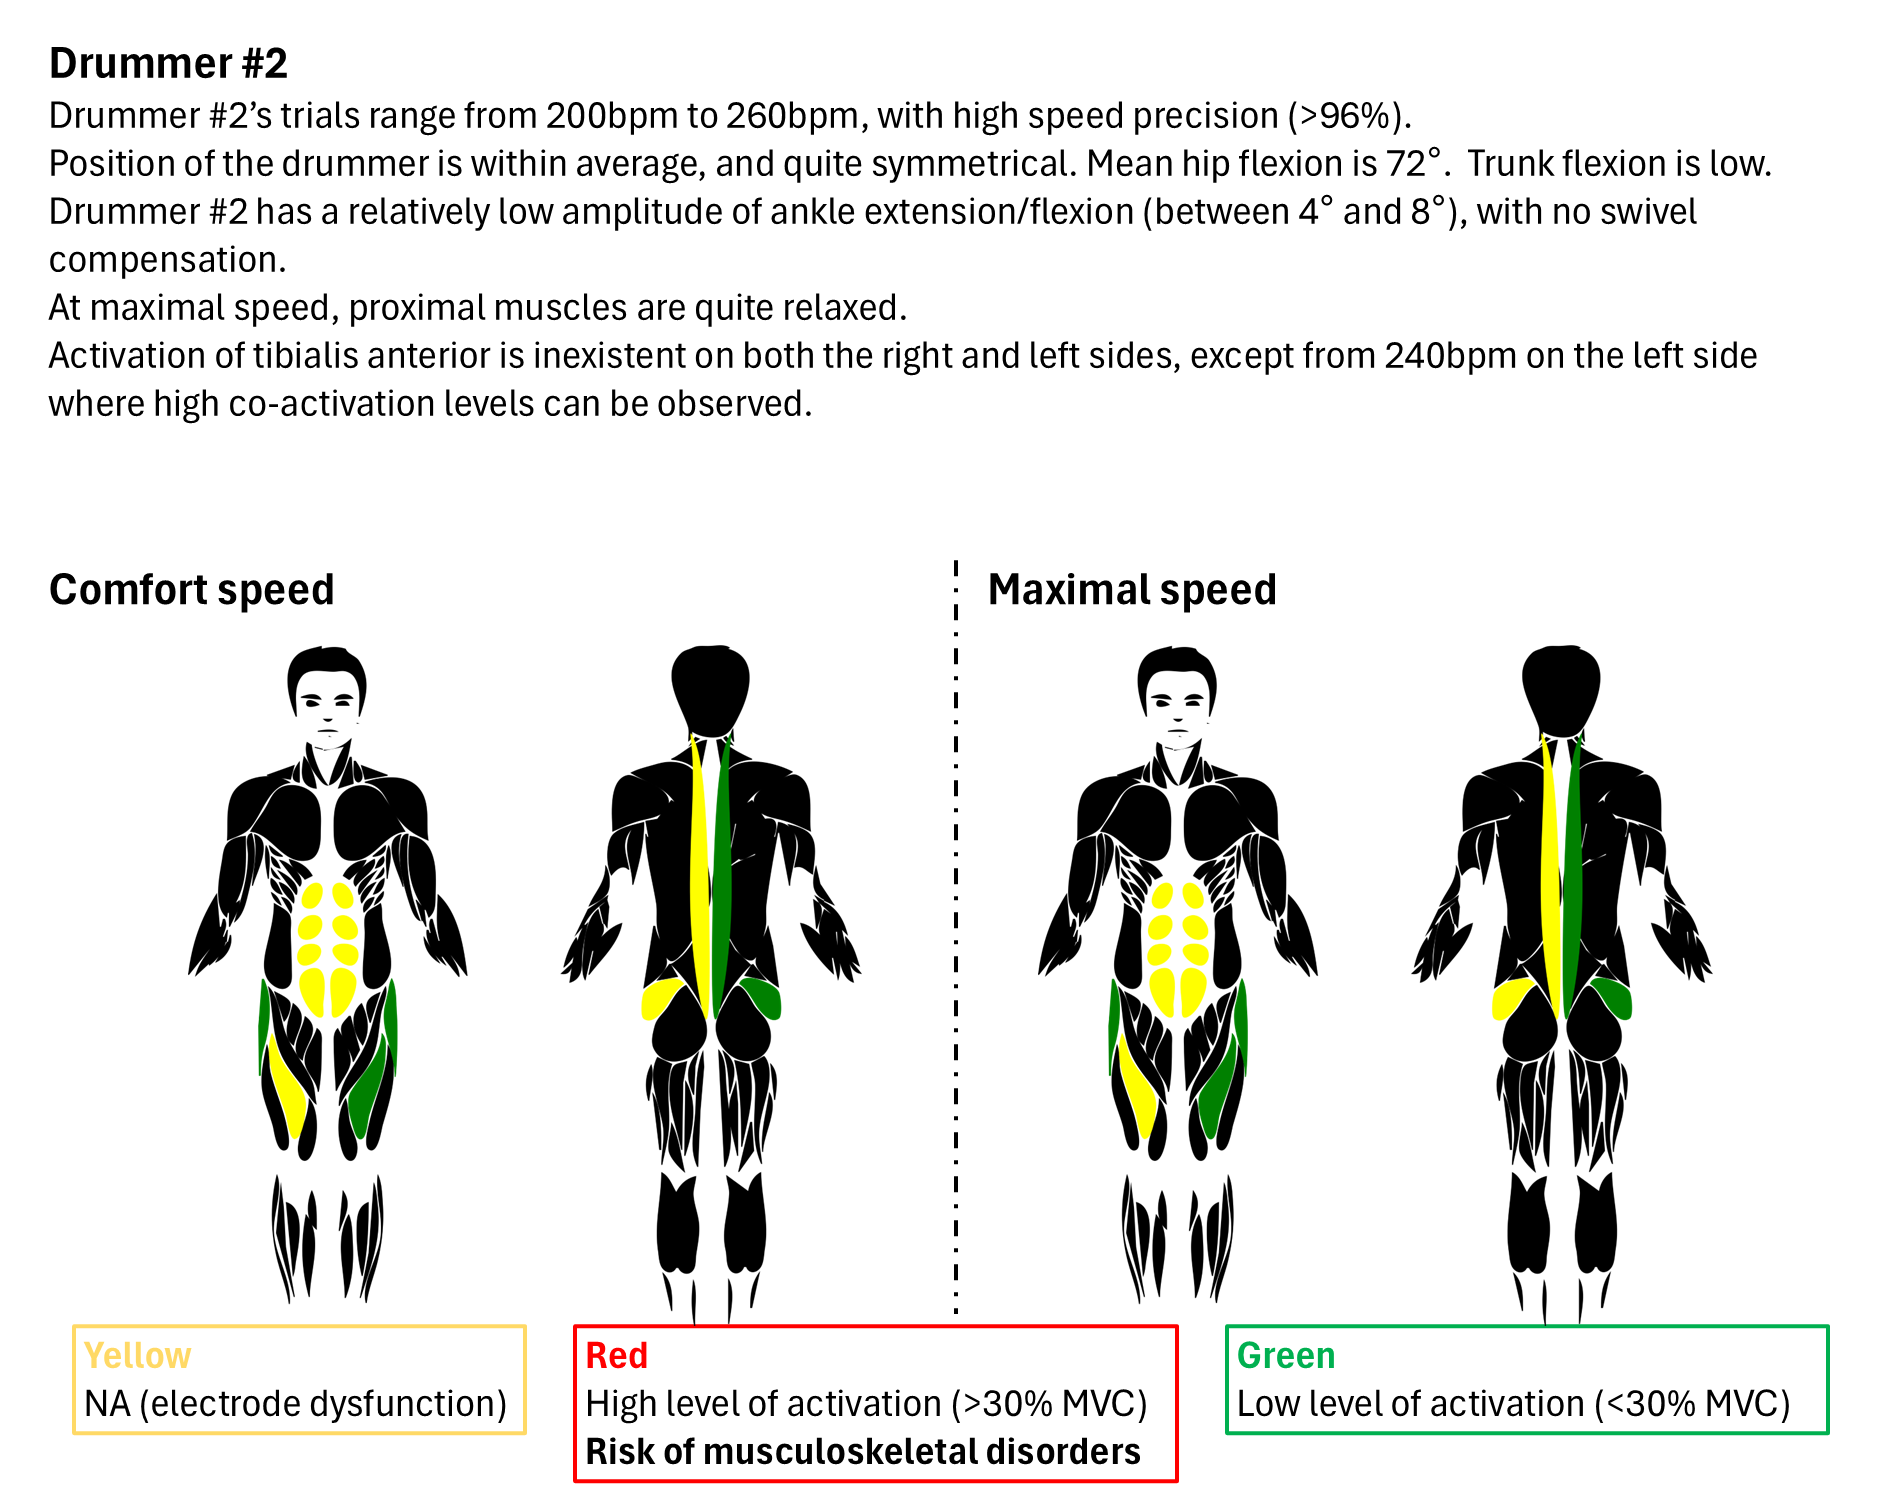 Drummer #2
Drummer #2’s trials range from 200bpm to 260bpm, with high speed precision (>96%).
Position of the drummer is within average, and quite symmetrical. Mean hip flexion is 72°.  Trunk flexion is low.
Drummer #2 has a relatively low amplitude of ankle extension/flexion (between 4° and 8°), with no swivel
compensation.
At maximal speed, proximal muscles are quite relaxed.
Activation of tibialis anterior is inexistent on both the right and left sides, except from 240bpm on the left side
where high co-activation levels can be observed.
Comfort speed
Maximal speed
Yellow
NA (electrode dysfunction)
Red
High level of activation (>30% MVC)
Risk of musculoskeletal disorders
Green
Low level of activation (<30% MVC)